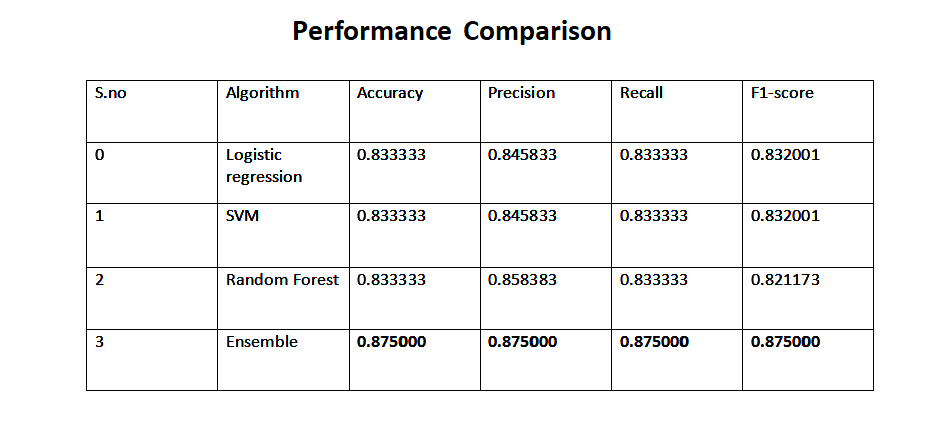 Performance Comparison
S.no Algorithm Accuracy Precision Recall F1-score
0 Logistic regression 0.833333 0.845833 0.833333 0.832001
1 SVM 0.833333 0.845833 0.833333 0.832001
2 Random Forest 0.833333 0.858383 0.833333 0.821173
3 Ensemble 0.875000 0.875000 0.875000 0.875000